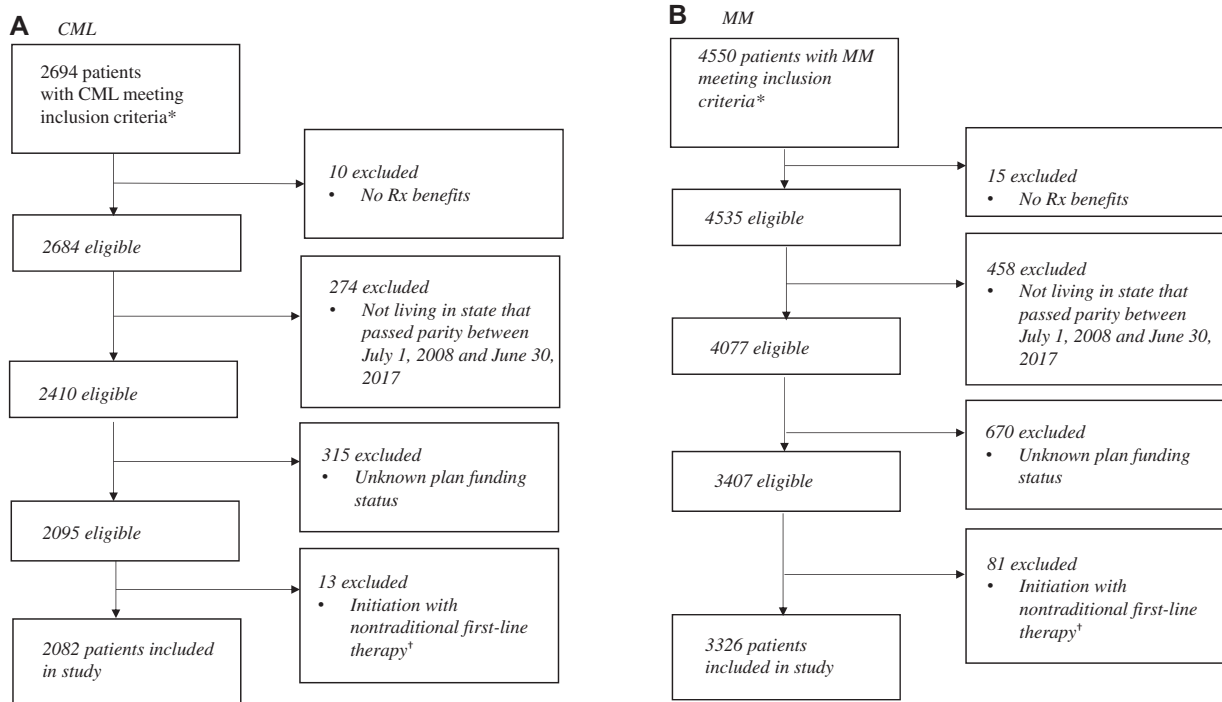 A CML
2694 patients
with CML meeting
inclusion criteria*
10 excluded
• No Rx benefits
2684 eligible
274 excluded
• Not living in state that
passed parity between
July 1, 2008 and June 30,
2017
2410 eligible
315 excluded
• Unknown plan funding
status
2095 eligible
13 excluded
• Initiation with
nontraditional first-line
therapy†
2082 patients included
in study
B MM
4550 patients with MM
meeting inclusion
criteria*
15 excluded
• No Rx benefits
4535 eligible
458 excluded
• Not living in state that
passed parity between
July 1, 2008 and June 30,
2017
4077 eligible
670 excluded
• Unknown plan funding
status
3407 eligible
81 excluded
• Initiation with
nontraditional first-line
therapy†
3326 patients
included in study